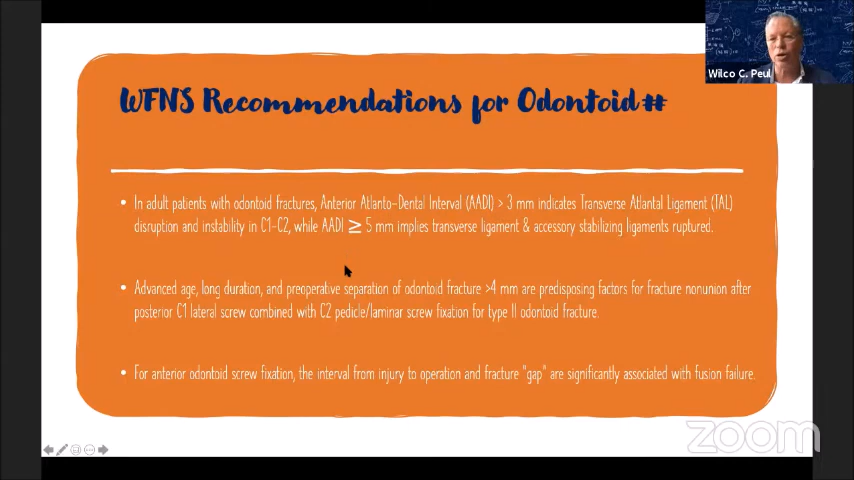 Wilco C. Peul
WFNS Recommendations for Odontoid#
• In adult patients with odontoid fractures, Anterior Atlanto-Dental Interval (AADI) > 3 mm indicates Transverse Atlantal Ligament (TAL)
disruption and instability in C1-C2, while AADI ≥ 5 mm implies transverse ligament & accessory stabilizing ligaments ruptured.
• Advanced age, long duration, and preoperative separation of odontoid fracture >4 mm are predisposing factors for fracture nonunion after
posterior C1 lateral screw combined with C2 pedicle/laminar screw fixation for type II odontoid fracture.
• For anterior odontoid screw fixation, the interval from injury to operation and fracture "gap" are significantly associated with fusion failure.
zoom